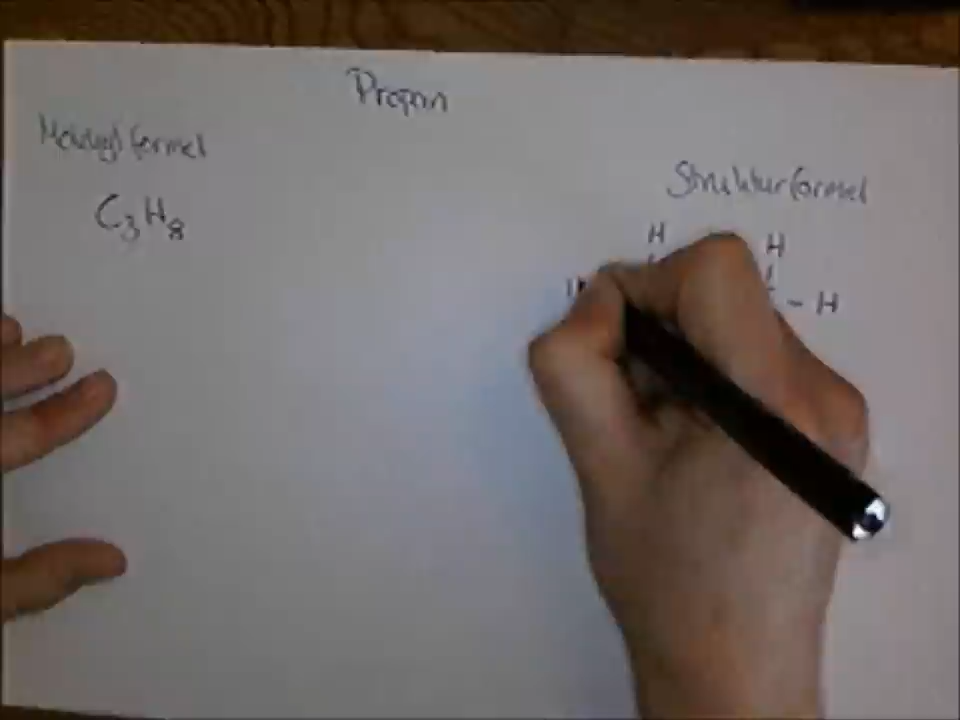 Propan
Molekylformel
Strukturformel
C3H8
H H
H
- H